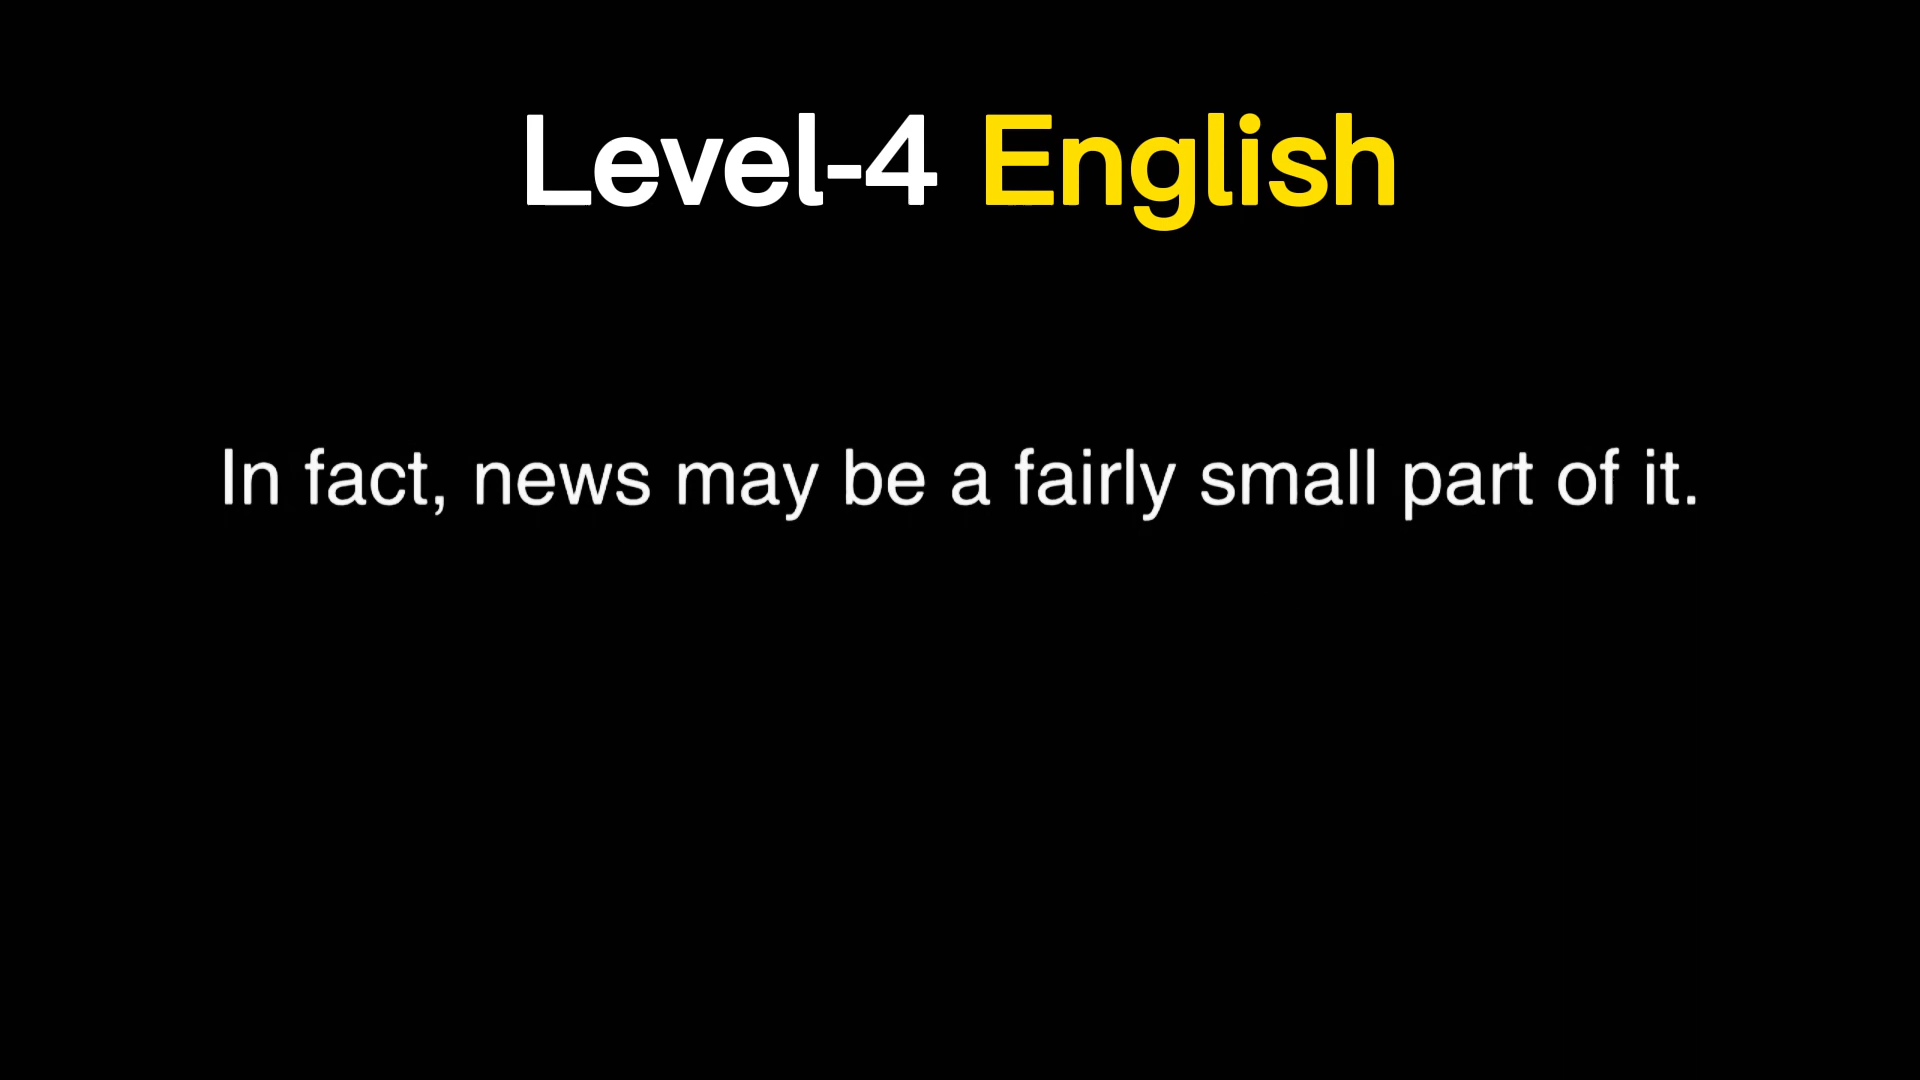 Level-4 English
In fact, news may be a fairly small part of it.